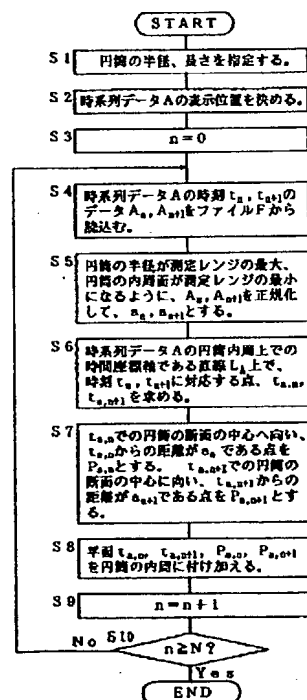 START
S1
円筒の半径、長さを指定する。
S2
時系列データAの表示位置を決める。
S3
n=0
S4
時系列データAの時刻tₙ, tₙ₊₁の
データAₙ, Aₙ₊₁をファイルFから
読込む。
S5
円筒の半径が測定レンジの最大、
円筒の内周面が測定レンジの最小
になるように、Aₙ, Aₙ₊₁を正規化
して、aₙ, aₙ₊₁とする。
S6
時系列データAの円筒内周上での
時間座標軸である直線L上で、
時刻tₙ, tₙ₊₁に対応する点、tₐ,ₙ,
tₐ,ₙ₊₁を求める。
S7
tₐ,ₙでの円筒の断面の中心へ向い、
tₐ,ₙからの距離がaₙである点を
Pₐ,ₙとする。 tₐ,ₙ₊₁での円筒の
断面の中心に向い、tₐ,ₙ₊₁からの
距離がaₙ₊₁である点をPₐ,ₙ₊₁とす
る。
S8
平面tₐ,ₙ, tₐ,ₙ₊₁, Pₐ,ₙ, Pₐ,ₙ₊₁
を円筒の内周に付け加える。
S9
n=n+1
No
S10
n≥N?
Yes
END